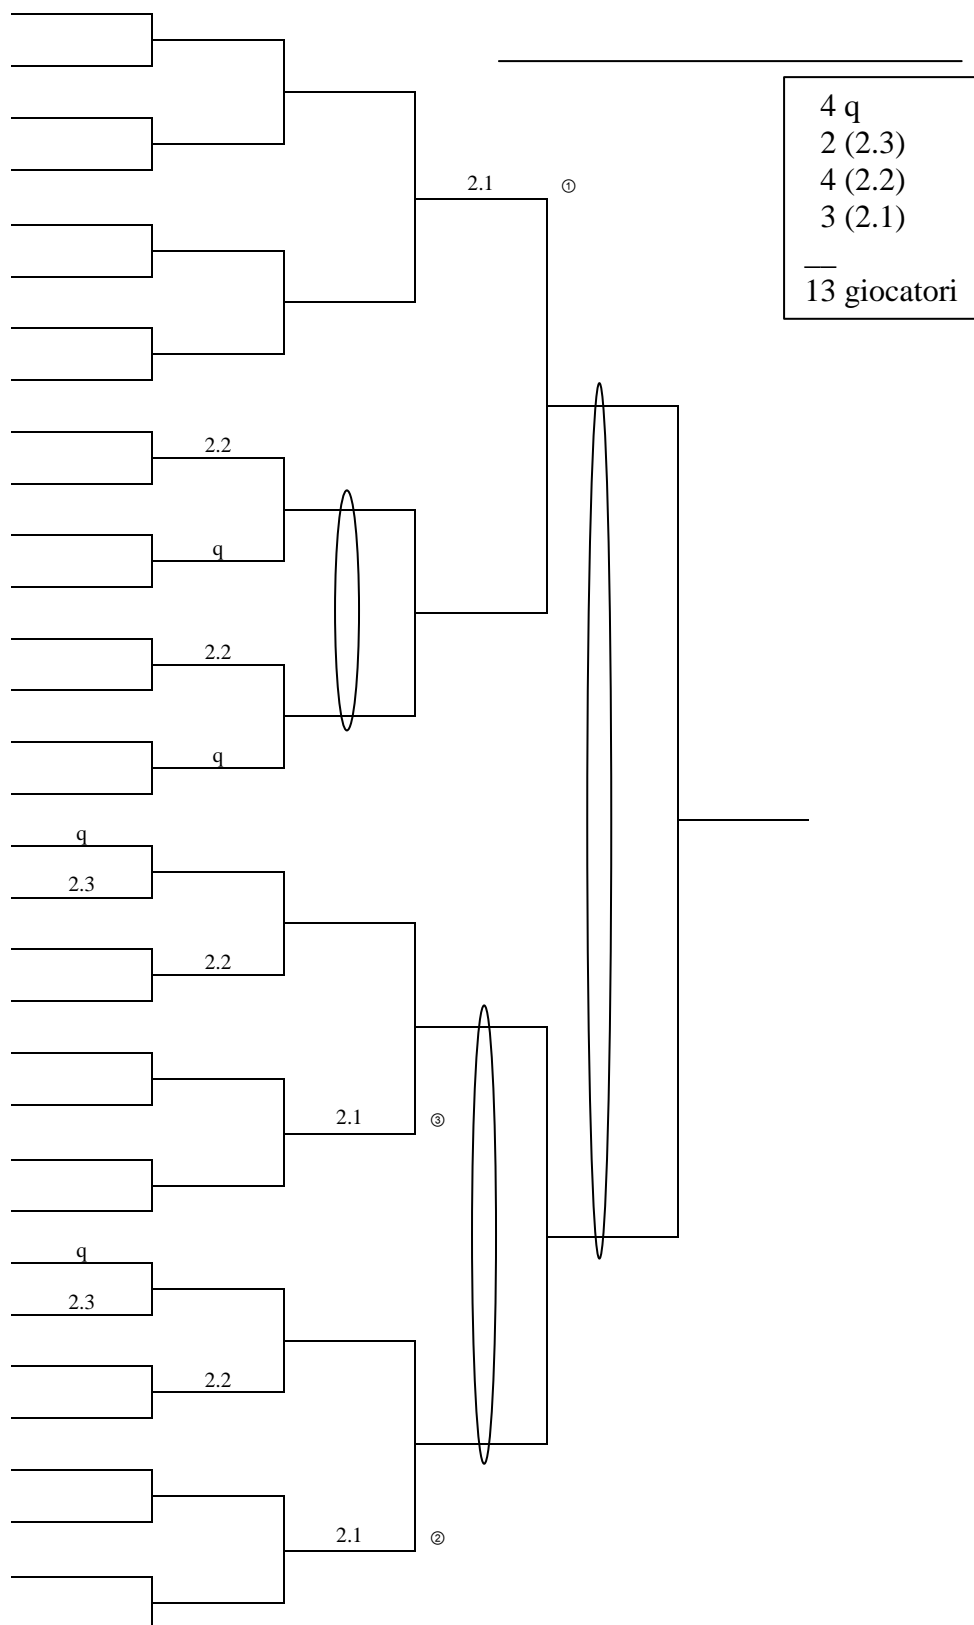 4 q
2 (2.3)
4 (2.2)
3 (2.1)
13 giocatori
2.1 ①
2.2
q
2.2
q
q
2.3
2.2
2.1 ③
q
2.3
2.2
2.1 ②